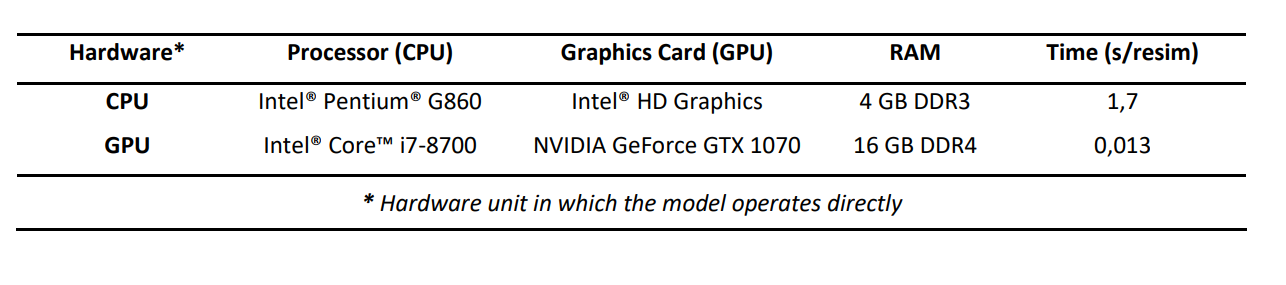 Hardware* Processor (CPU) Graphics Card (GPU) RAM Time (s/resim)
CPU Intel® Pentium® G860 Intel® HD Graphics 4 GB DDR3 1,7
GPU Intel® Core™ i7-8700 NVIDIA GeForce GTX 1070 16 GB DDR4 0,013
* Hardware unit in which the model operates directly